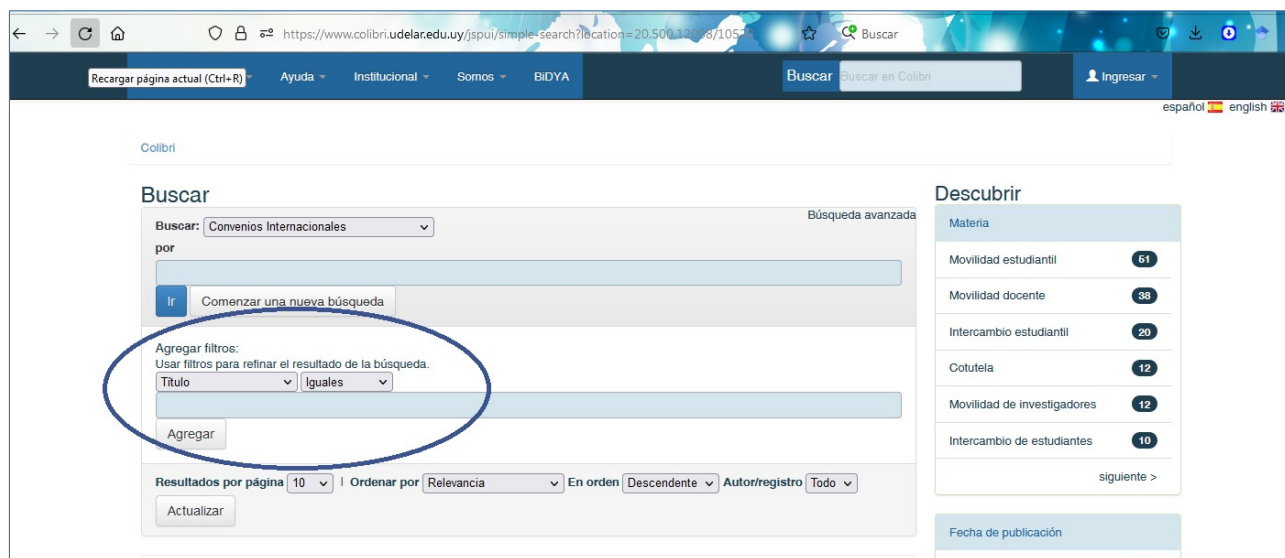 https://www.colibri.udelar.edu.uy/jspui/simple-search?location=20.500.12008/1052
Buscar
Recargar página actual (Ctrl+R)
Ayuda
Institucional
Somos
BiDYA
Buscar
Buscar en Colibri
Ingresar
español
english
Colibri
Buscar
Búsqueda avanzada
Buscar: Convenios Internacionales
por
Ir
Comenzar una nueva búsqueda
Agregar filtros:
Usar filtros para refinar el resultado de la búsqueda.
Título
Iguales
Agregar
Resultados por página 10 | Ordenar por Relevancia En orden Descendente Autor/registro Todo
Actualizar
Descubrir
Materia
Movilidad estudiantil 51
Movilidad docente 38
Intercambio estudiantil 20
Cotutela 12
Movilidad de investigadores 12
Intercambio de estudiantes 10
siguiente >
Fecha de publicación